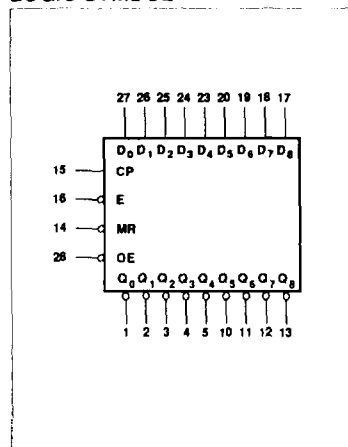 27 26 25 24 23 20 19 18 17
D0 D1 D2 D3 D4 D5 D6 D7 D8
15 CP
16 E
14 MR
28 OE
Q0 Q1 Q2 Q3 Q4 Q5 Q6 Q7 Q8
1 2 3 4 5 10 11 12 13